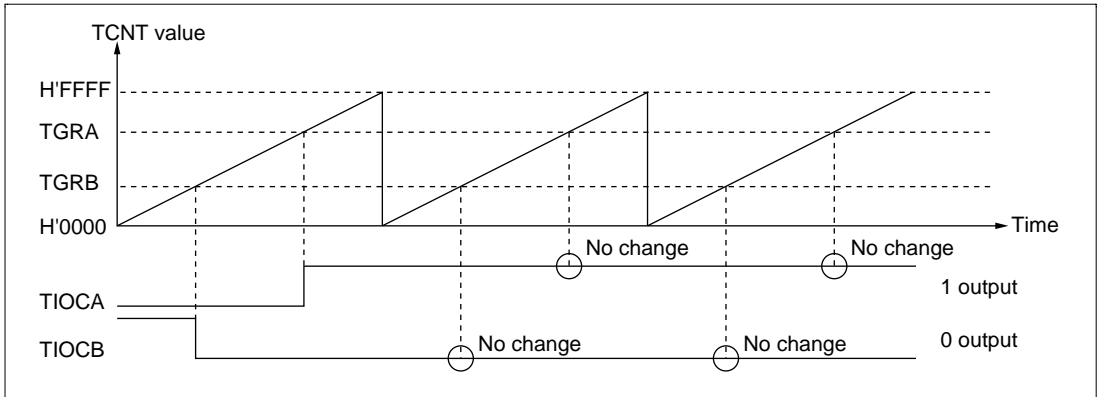 TCNT value
H'FFFF
TGRA
TGRB
H'0000
Time
No change
No change
TIOCA
1 output
No change
No change
TIOCB
0 output